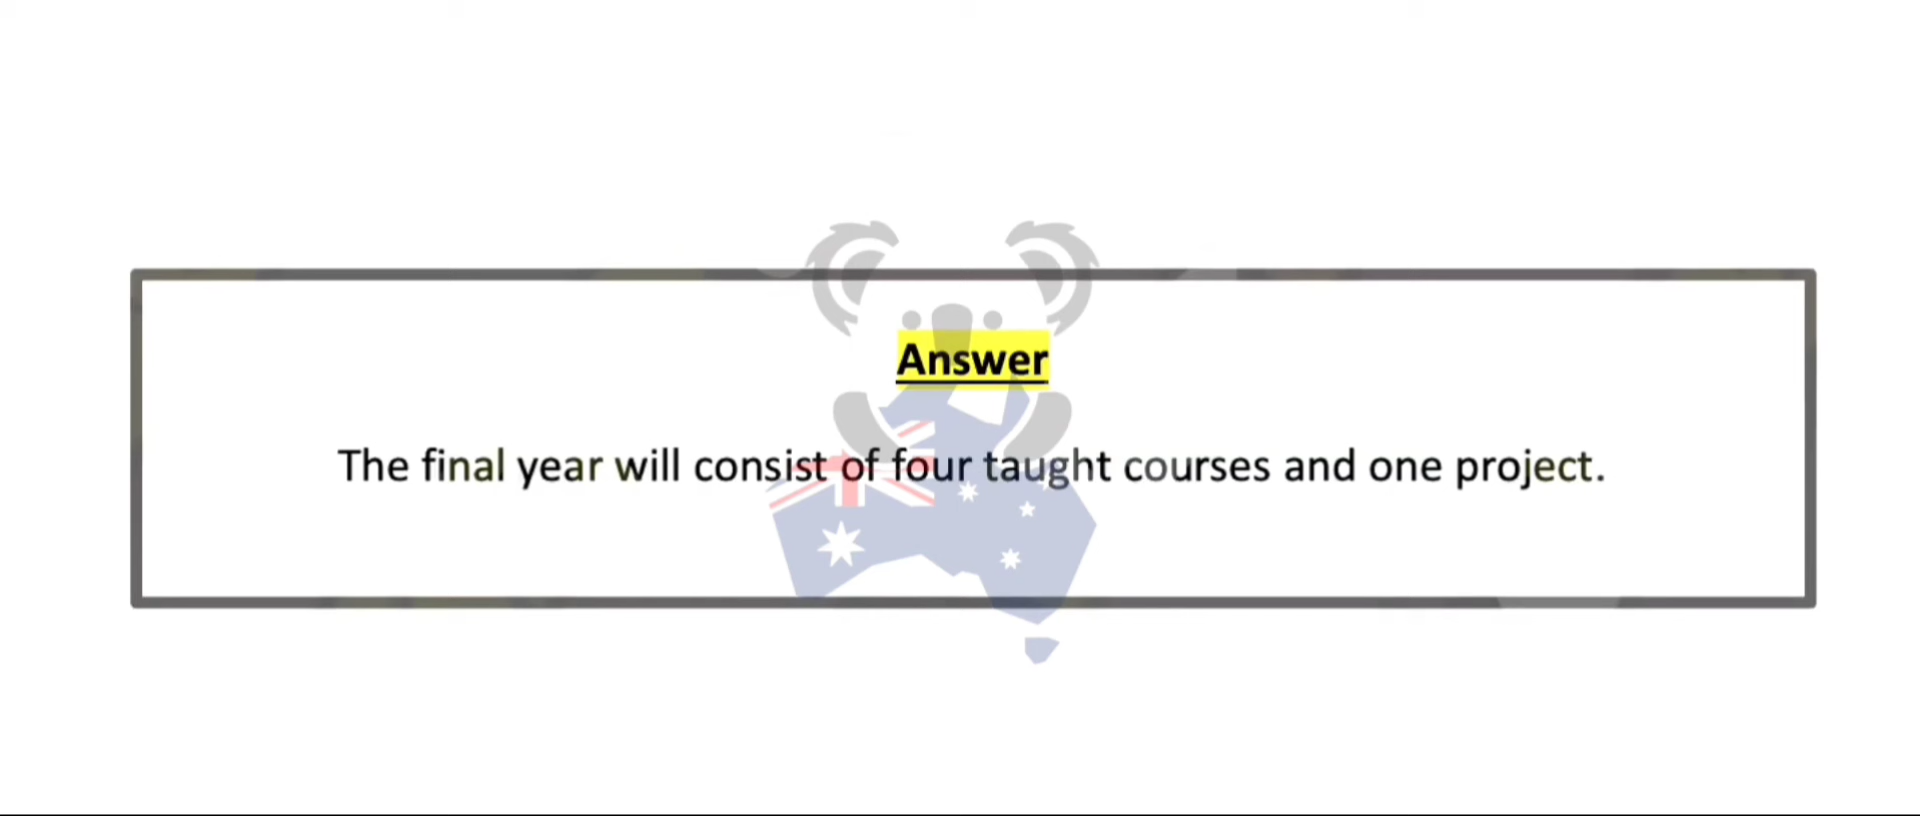 Answer
The final year will consist of four taught courses and one project.